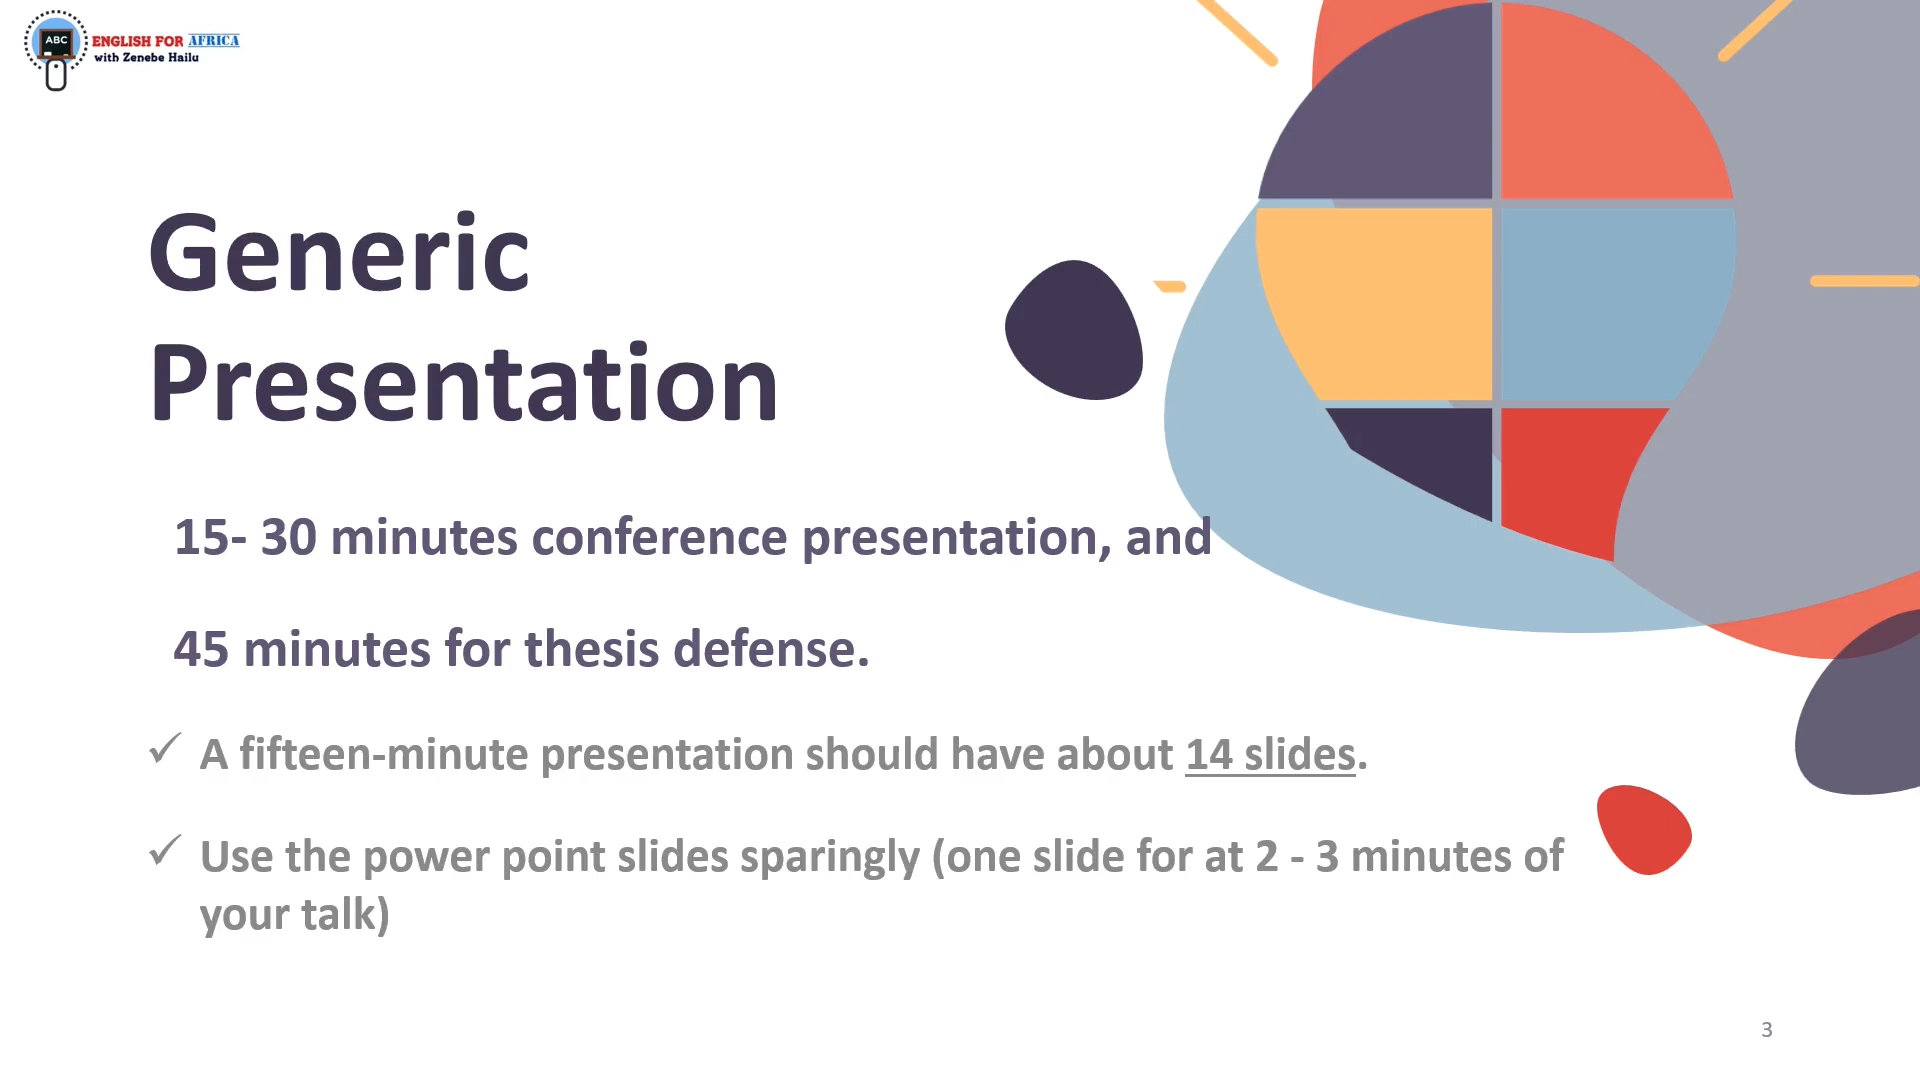 ABC
ENGLISH FOR AFRICA
with Zenebe Hailu
Generic
Presentation
15- 30 minutes conference presentation, and
45 minutes for thesis defense.
✓ A fifteen-minute presentation should have about 14 slides.
✓ Use the power point slides sparingly (one slide for at 2 - 3 minutes of
your talk)
3